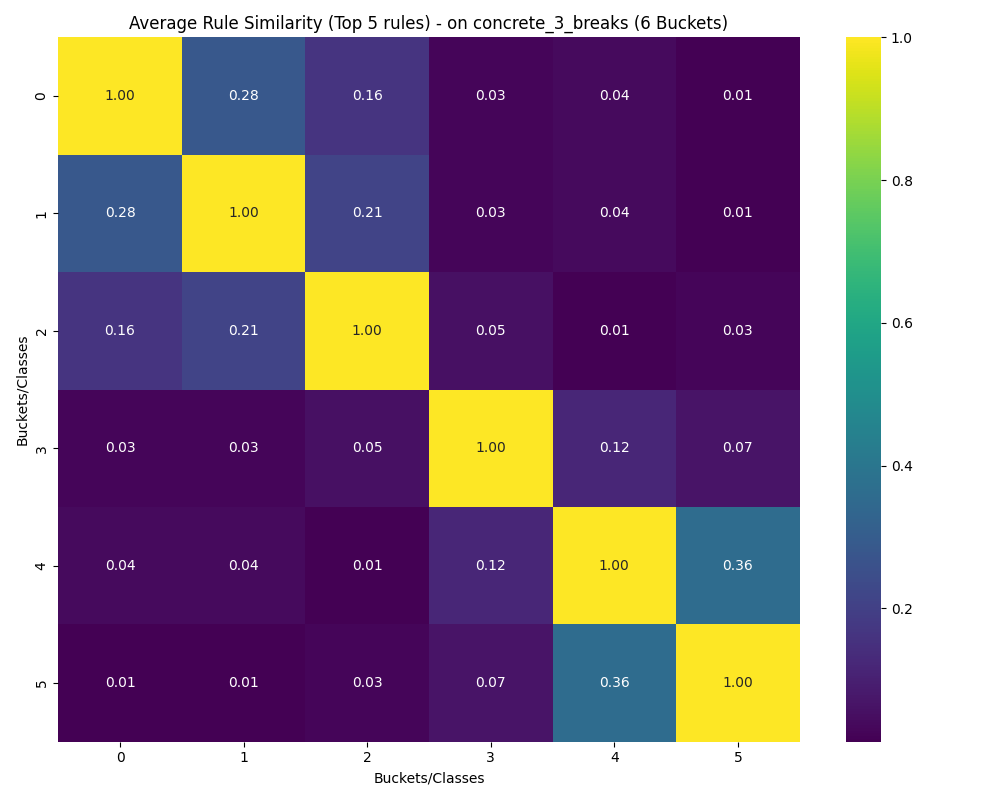 Average Rule Similarity (Top 5 rules) - on concrete_3_breaks (6 Buckets)
Buckets/Classes
0 1.00 0.28 0.16 0.03 0.04 0.01
1 0.28 1.00 0.21 0.03 0.04 0.01
2 0.16 0.21 1.00 0.05 0.01 0.03
3 0.03 0.03 0.05 1.00 0.12 0.07
4 0.04 0.04 0.01 0.12 1.00 0.36
5 0.01 0.01 0.03 0.07 0.36 1.00
0 1 2 3 4 5
Buckets/Classes
1.0
0.8
0.6
0.4
0.2